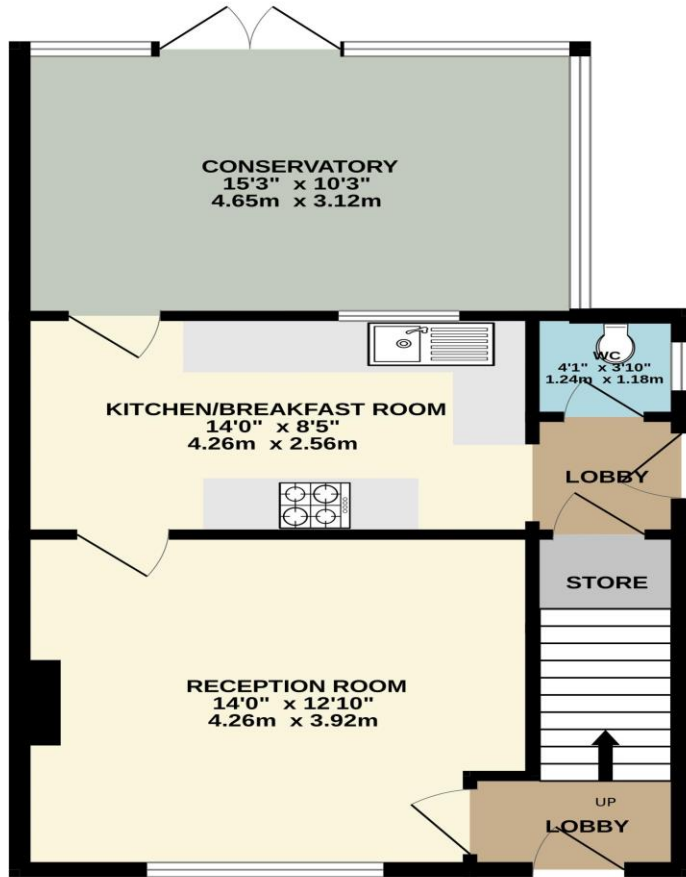 CONSERVATORY
15'3" x 10'3"
4.65m x 3.12m
WC
4'1" x 3'10"
1.24m x 1.18m
KITCHEN/BREAKFAST ROOM
14'0" x 8'5"
4.26m x 2.56m
LOBBY
STORE
RECEPTION ROOM
14'0" x 12'10"
4.26m x 3.92m
UP
LOBBY